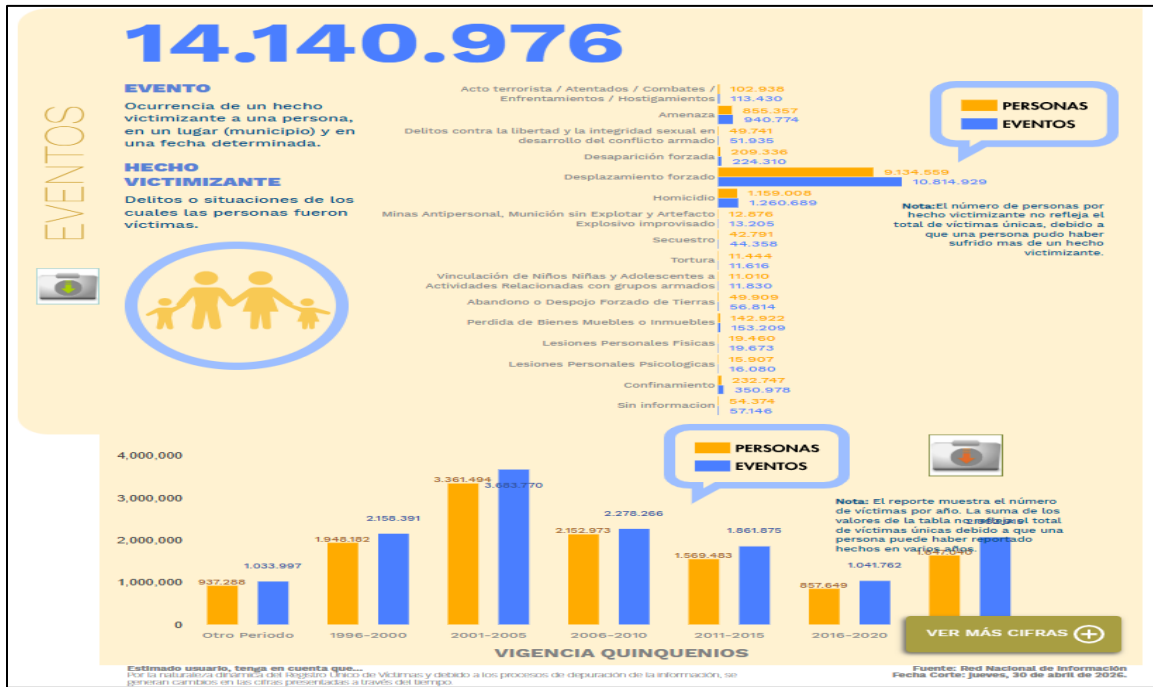 14.140.976
EVENTOS
EVENTO
Ocurrencia de un hecho
victimizante a una persona,
en un lugar (municipio) y en
una fecha determinada.
HECHO
VICTIMIZANTE
Delitos o situaciones de los
cuales las personas fueron
víctimas.
Acto terrorista / Atentados / Combates /
Enfrentamientos / Hostigamientos
102.938
113.430
Amenaza
855.357
940.774
Delitos contra la libertad y la integridad sexual en
desarrollo del conflicto armado
49.741
51.935
Desaparición forzada
209.336
224.310
Desplazamiento forzado
9.134.559
10.814.929
Homicidio
1.159.008
1.260.689
Minas Antipersonal, Munición sin Explotar y Artefacto
Explosivo improvisado
12.876
13.205
Secuestro
42.791
44.358
Tortura
11.444
11.616
Vinculación de Niños Niñas y Adolescentes a
Actividades Relacionadas con grupos armados
11.010
11.830
Abandono o Despojo Forzado de Tierras
49.909
56.814
Perdida de Bienes Muebles o Inmuebles
142.922
153.209
Lesiones Personales Fisicas
19.460
19.673
Lesiones Personales Psicologicas
15.907
16.080
Confinamiento
232.747
350.978
Sin informacion
54.374
57.146
PERSONAS
EVENTOS
Nota:El número de personas por
hecho victimizante no refleja el
total de víctimas únicas, debido a
que una persona pudo haber
sufrido mas de un hecho
victimizante.
PERSONAS
EVENTOS
Nota: El reporte muestra el número
de víctimas por año. La suma de los
valores de la tabla no refleja el total
de víctimas únicas debido a que una
persona puede haber reportado
hechos en varios años.
4,000,000
3,000,000
2,000,000
1,000,000
0
937.288
1.033.997
1.948.182
2.158.391
3.361.494
3.683.770
2.152.973
2.278.266
1.569.483
1.861.875
857.649
1.041.762
Otro Periodo
1996-2000
2001-2005
2006-2010
2011-2015
2016-2020
VIGENCIA QUINQUENIOS
VER MÁS CIFRAS
Estimado usuario, tenga en cuenta que...
Por la naturaleza dinámica del Registro Único de Víctimas y debido a los procesos de depuración de la información, se
generan cambios en las cifras presentadas a través del tiempo.
Fuente: Red Nacional de Información
Fecha Corte: jueves, 30 de abril de 2026.